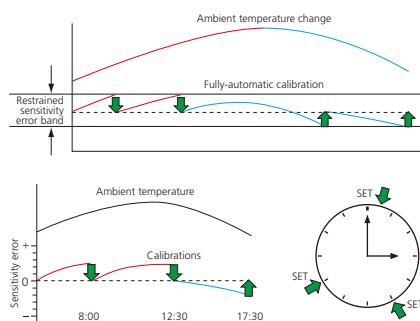 Ambient temperature change
Fully-automatic calibration
Restrained
sensitivity
error band
Ambient temperature
Calibrations
Sensitivity error
+
0
−
8:00
12:30
17:30
SET
SET
SET